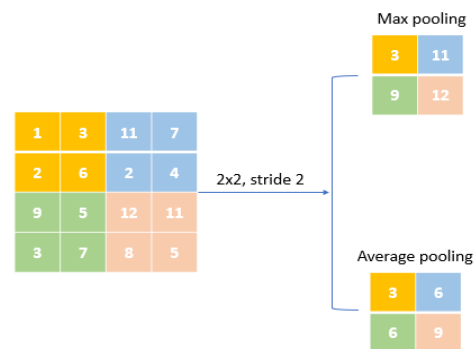 Max pooling
3 11
9 12
1 3 11 7
2 6 2 4
9 5 12 11
3 7 8 5
2x2, stride 2
Average pooling
3 6
6 9